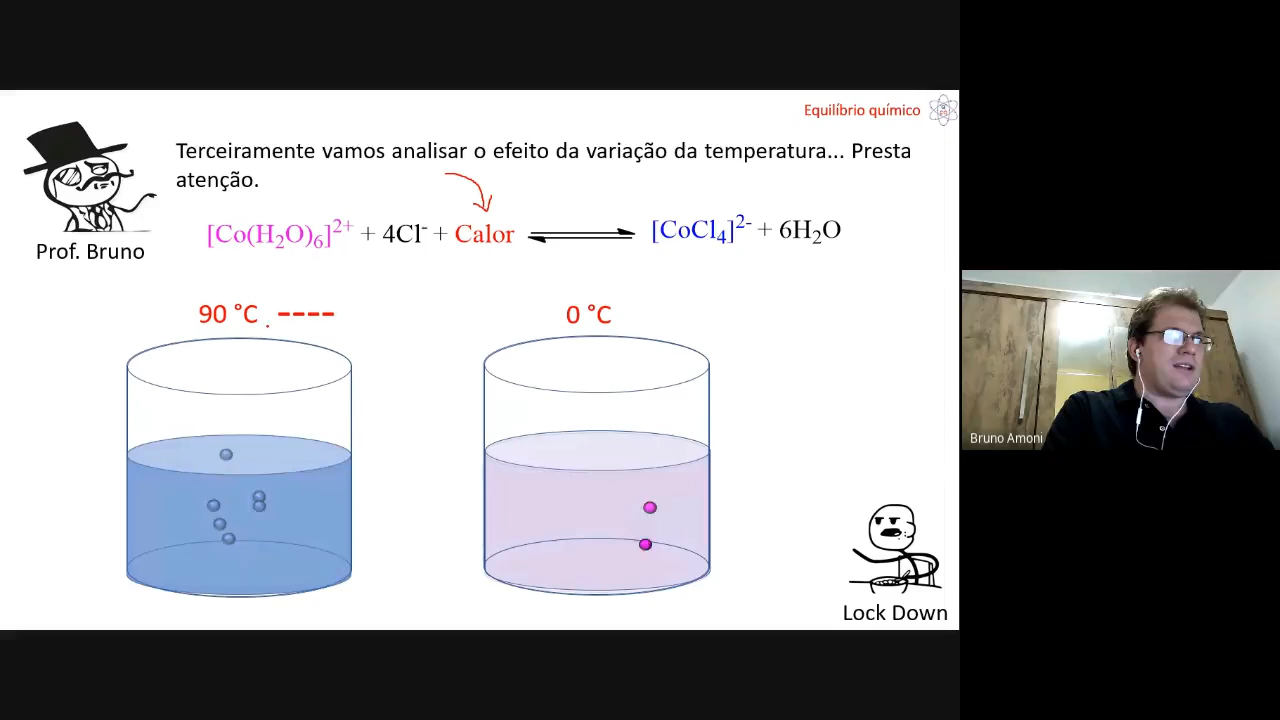 Equilíbrio químico
Terceiramente vamos analisar o efeito da variação da temperatura... Presta
atenção.
Prof. Bruno
[Co(H₂O)₆]²⁺ + 4Cl⁻ + Calor ⇌ [CoCl₄]²⁻ + 6H₂O
90 °C
0 °C
Bruno Amoni
Lock Down